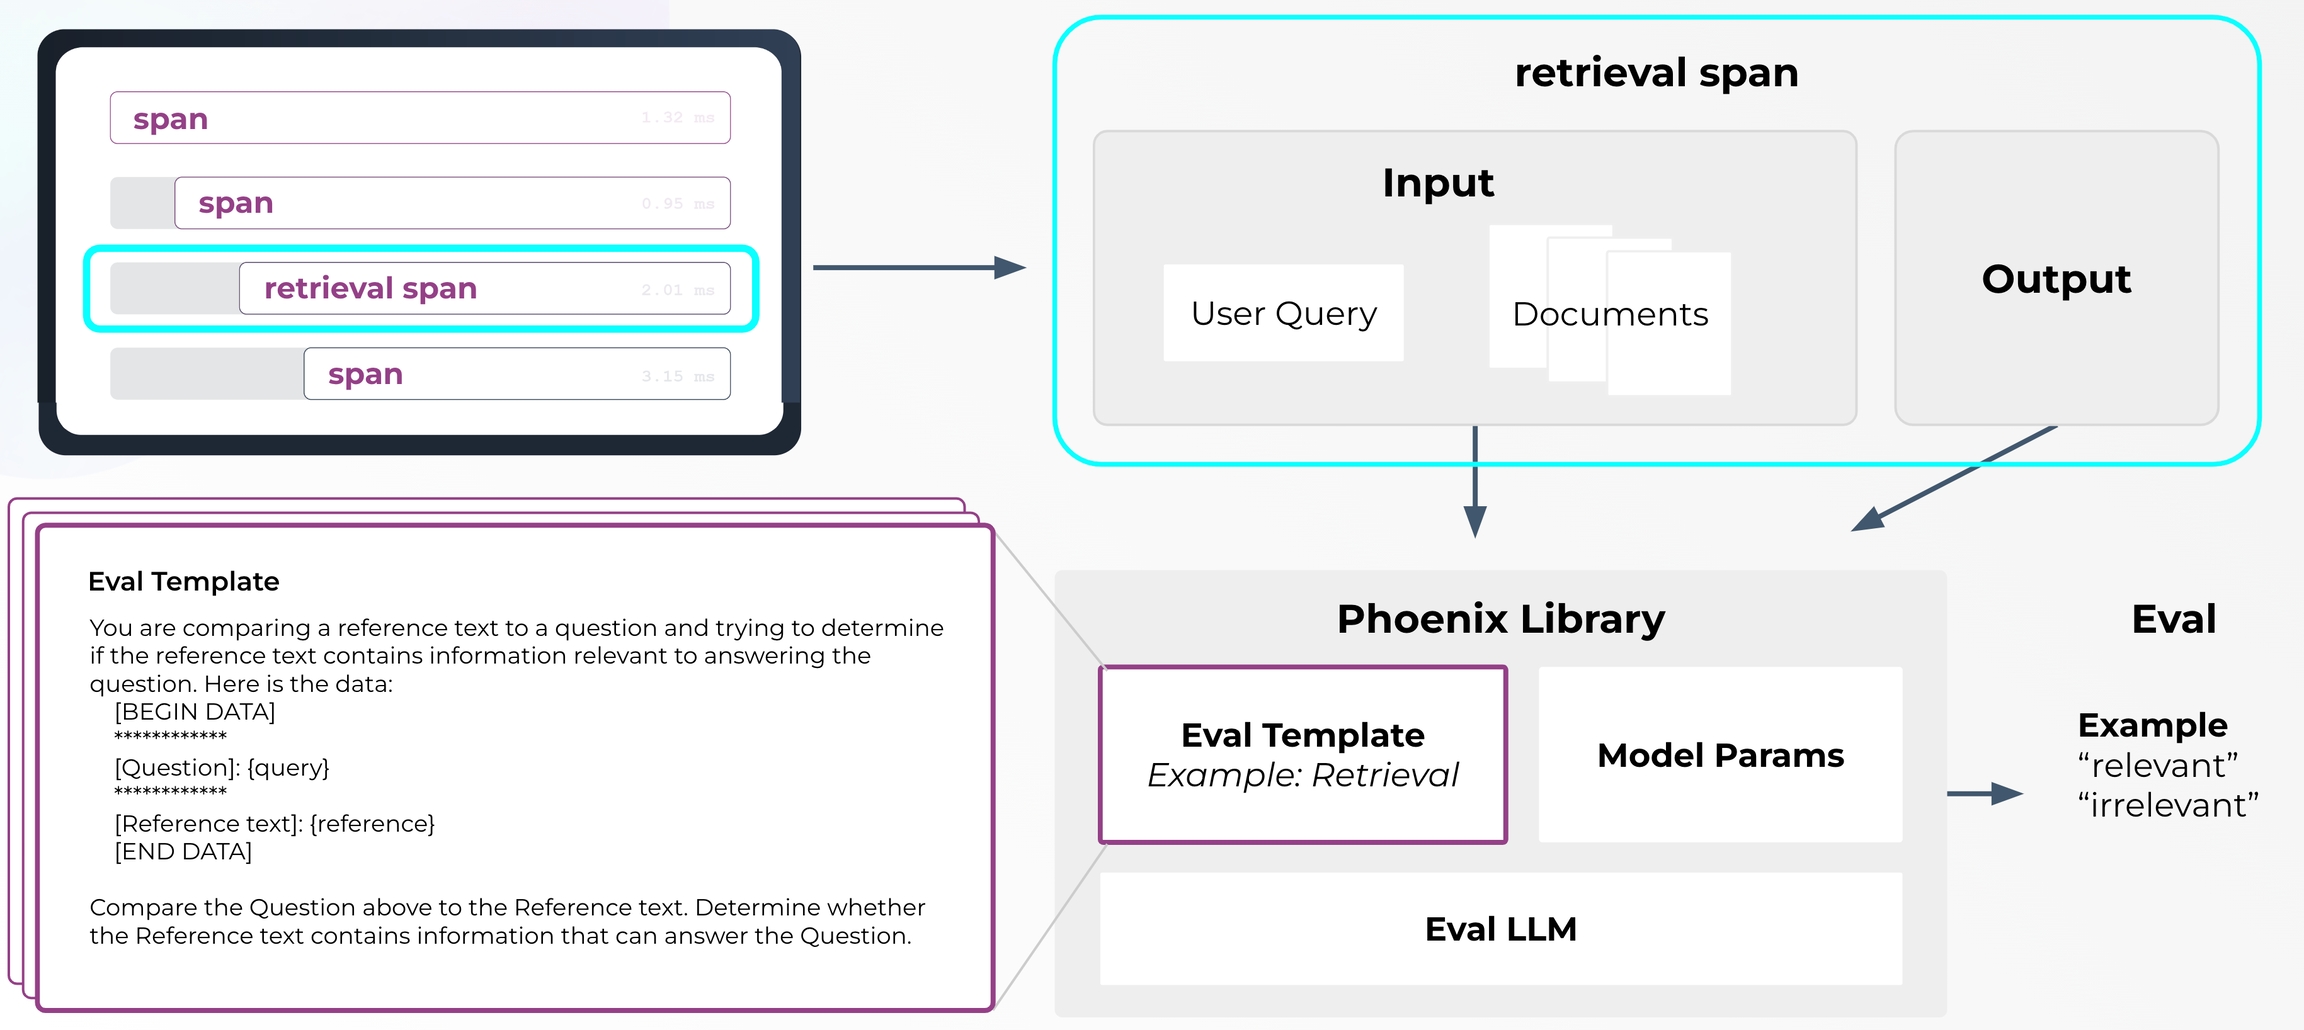 span
1.32 ms
span
0.95 ms
retrieval span
2.01 ms
span
3.15 ms
retrieval span
Input
User Query
Documents
Output
Eval Template
You are comparing a reference text to a question and trying to determine
if the reference text contains information relevant to answering the
question. Here is the data:
[BEGIN DATA]
************
[Question]: {query}
************
[Reference text]: {reference}
[END DATA]
Compare the Question above to the Reference text. Determine whether
the Reference text contains information that can answer the Question.
Phoenix Library
Eval Template
Example: Retrieval
Model Params
Eval LLM
Eval
Example
“relevant”
“irrelevant”